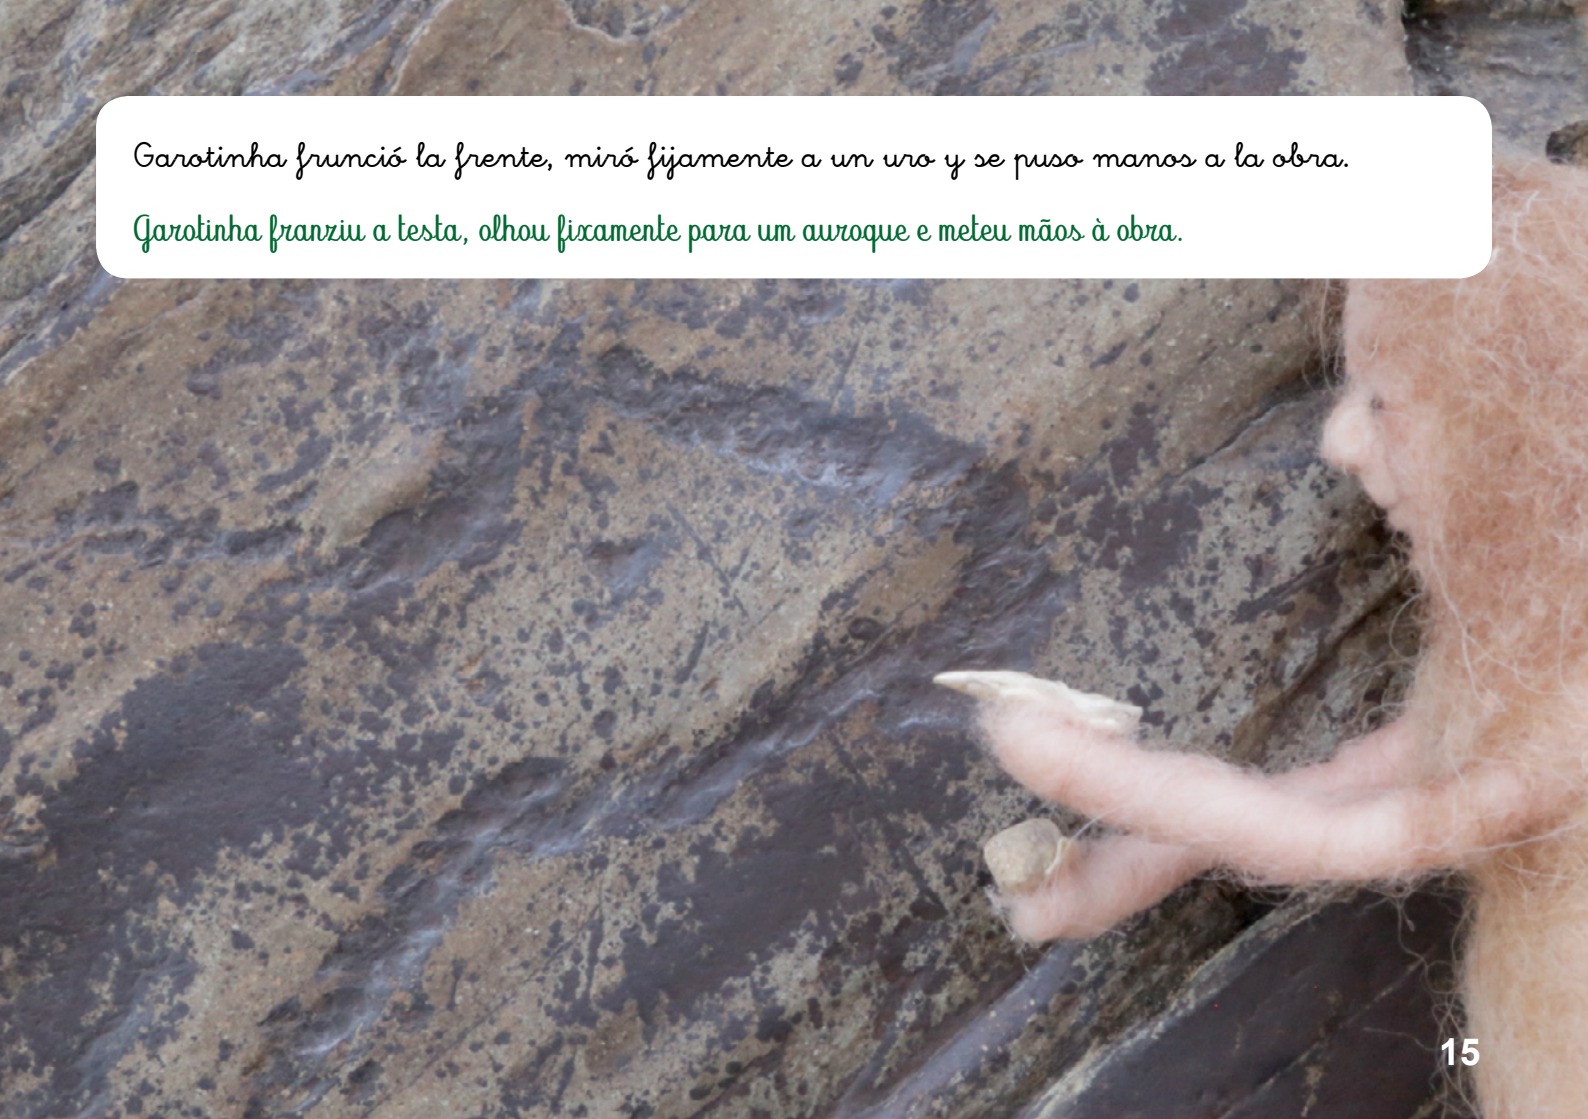 Garotinha frunció la frente, miró fijamente a un uro y se puso manos a la obra.
Garotinha franziu a testa, olhou fixamente para um auroque e meteu mãos à obra.
15